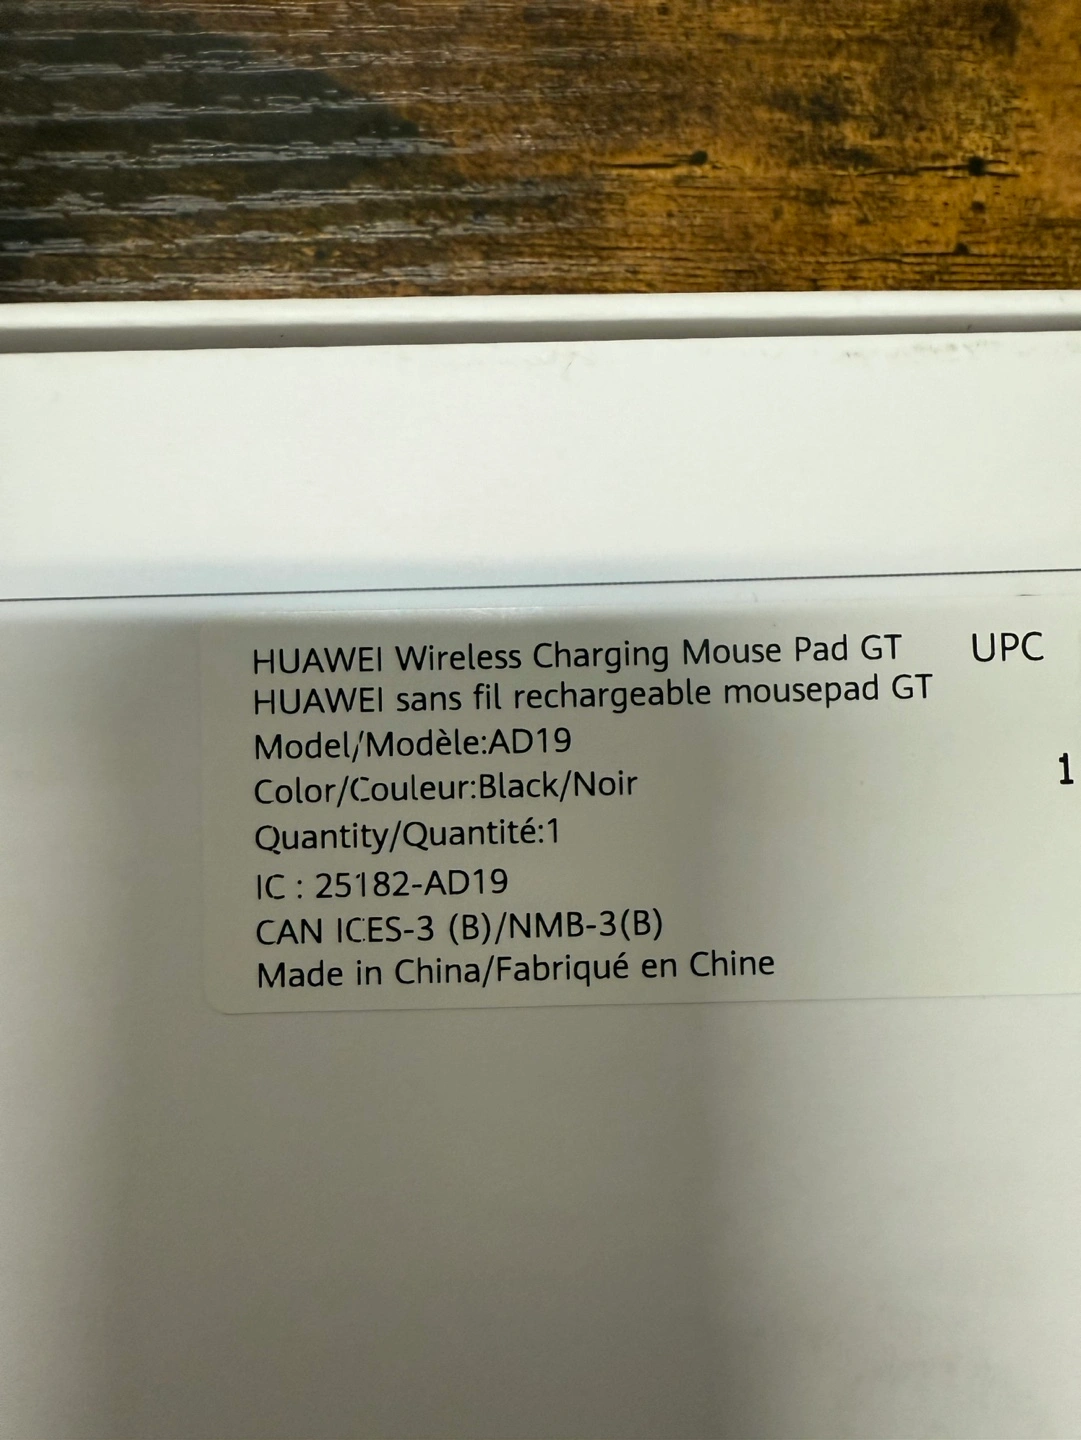 HUAWEI Wireless Charging Mouse Pad GT UPC
HUAWEI sans fil rechargeable mousepad GT
Model/Modèle:AD19
Color/Couleur:Black/Noir
1
Quantity/Quantité:1
IC : 25182-AD19
CAN ICES-3 (B)/NMB-3(B)
Made in China/Fabriqué en Chine